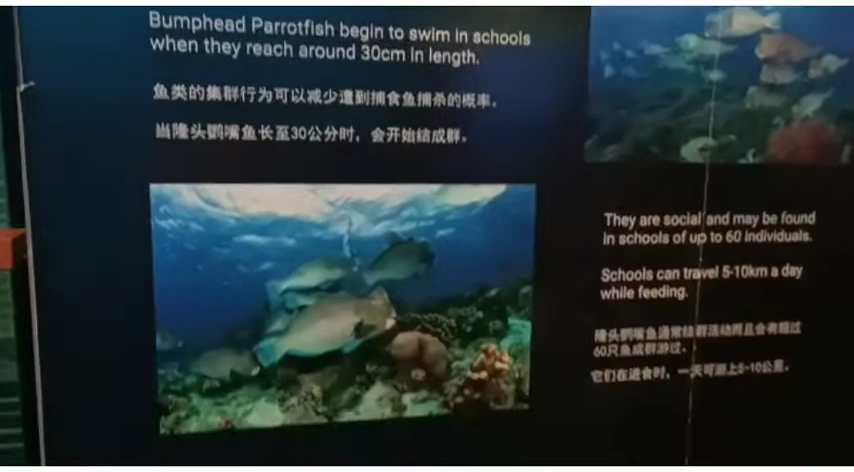 Bumphead Parrotfish begin to swim in schools
when they reach around 30cm in length.
鱼类的集群行为可以减少遭到捕食鱼捕杀的概率。
当隆头鹦嘴鱼长至30公分时，会开始结成群。
They are social and may be found
in schools of up to 60 individuals.
Schools can travel 5-10km a day
while feeding.
隆头鹦嘴鱼通常结群活动而且会有超过
60只鱼成群游过。
它们在进食时，一天可游上5-10公里。